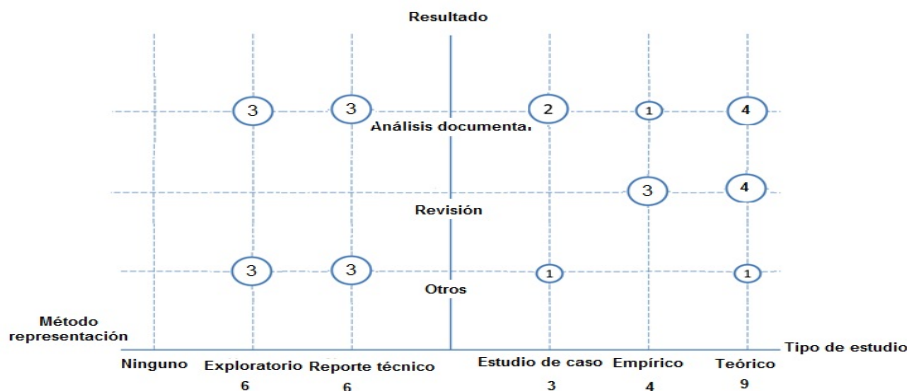 Resultado
3 3 2 1 4
Análisis documental
3 4
Revisión
3 3 1 1
Otros
Método
representación
Tipo de estudio
Ninguno Exploratorio Reporte técnico Estudio de caso Empírico Teórico
6 6 3 4 9